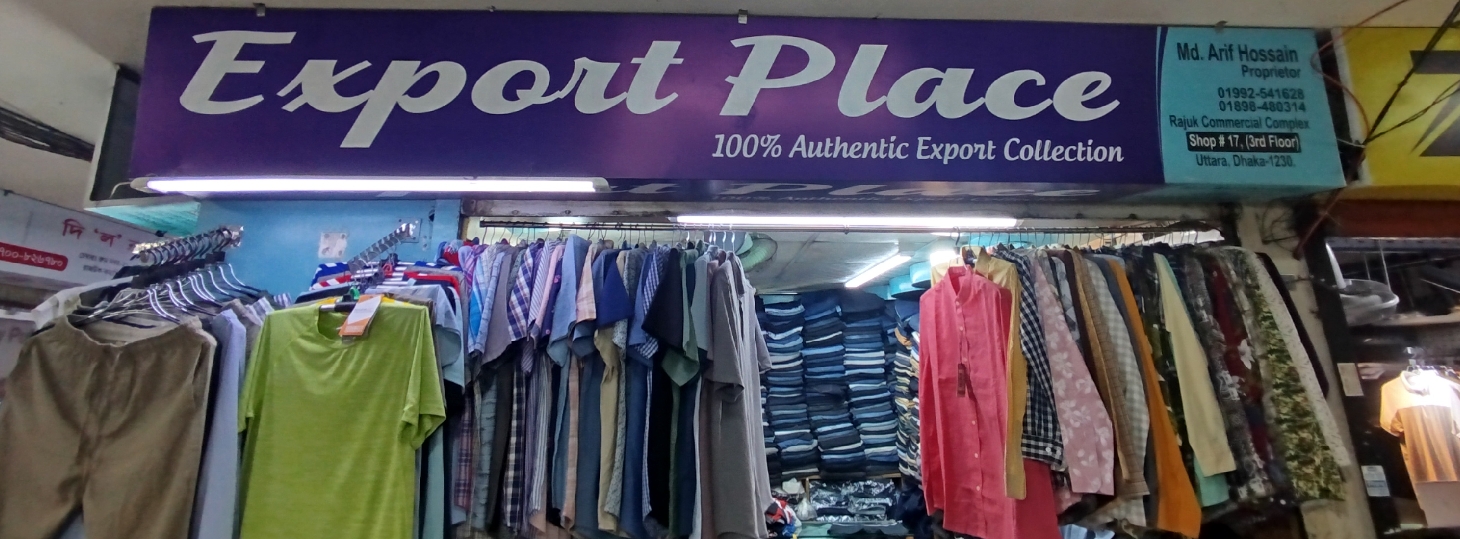 Export Place
100% Authentic Export Collection
Md. Arif Hossain
Proprietor
01992-541628
01898-480314
Rajuk Commercial Complex
Shop # 17, (3rd Floor)
Uttara, Dhaka-1230.
দি